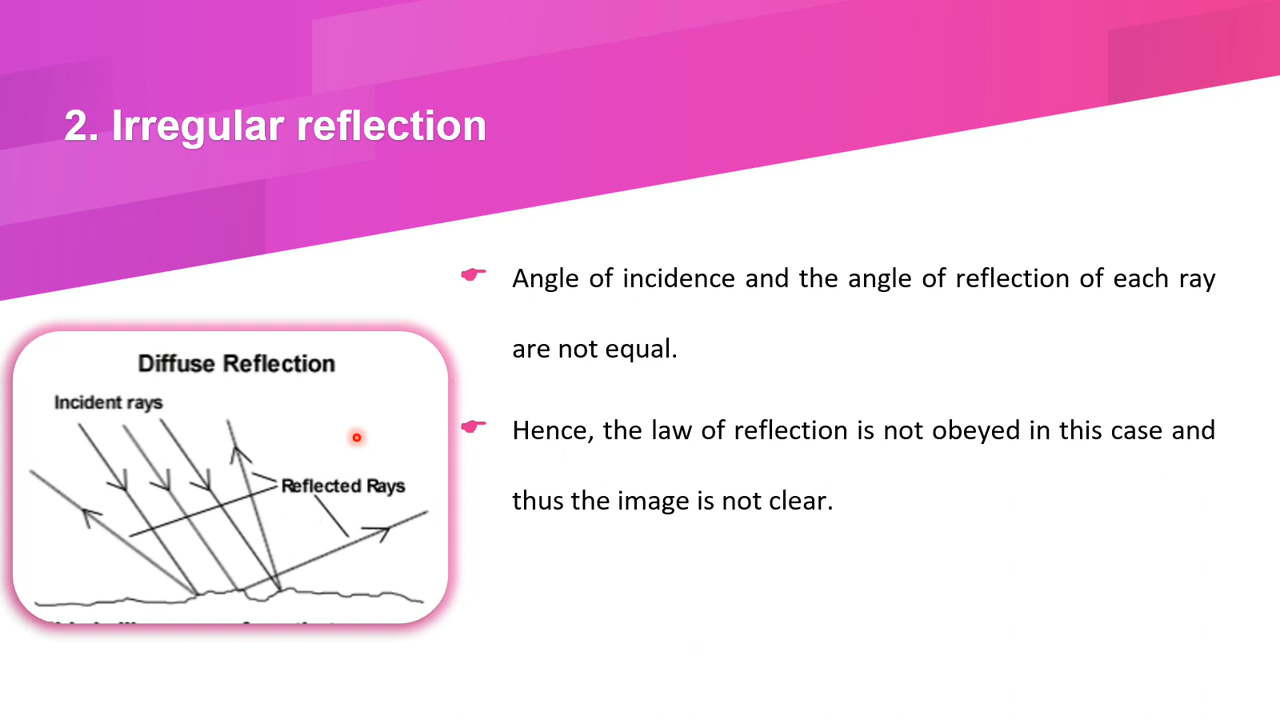 2. Irregular reflection
Angle of incidence and the angle of reflection of each ray
are not equal.
Hence, the law of reflection is not obeyed in this case and
thus the image is not clear.
Diffuse Reflection
Incident rays
Reflected Rays